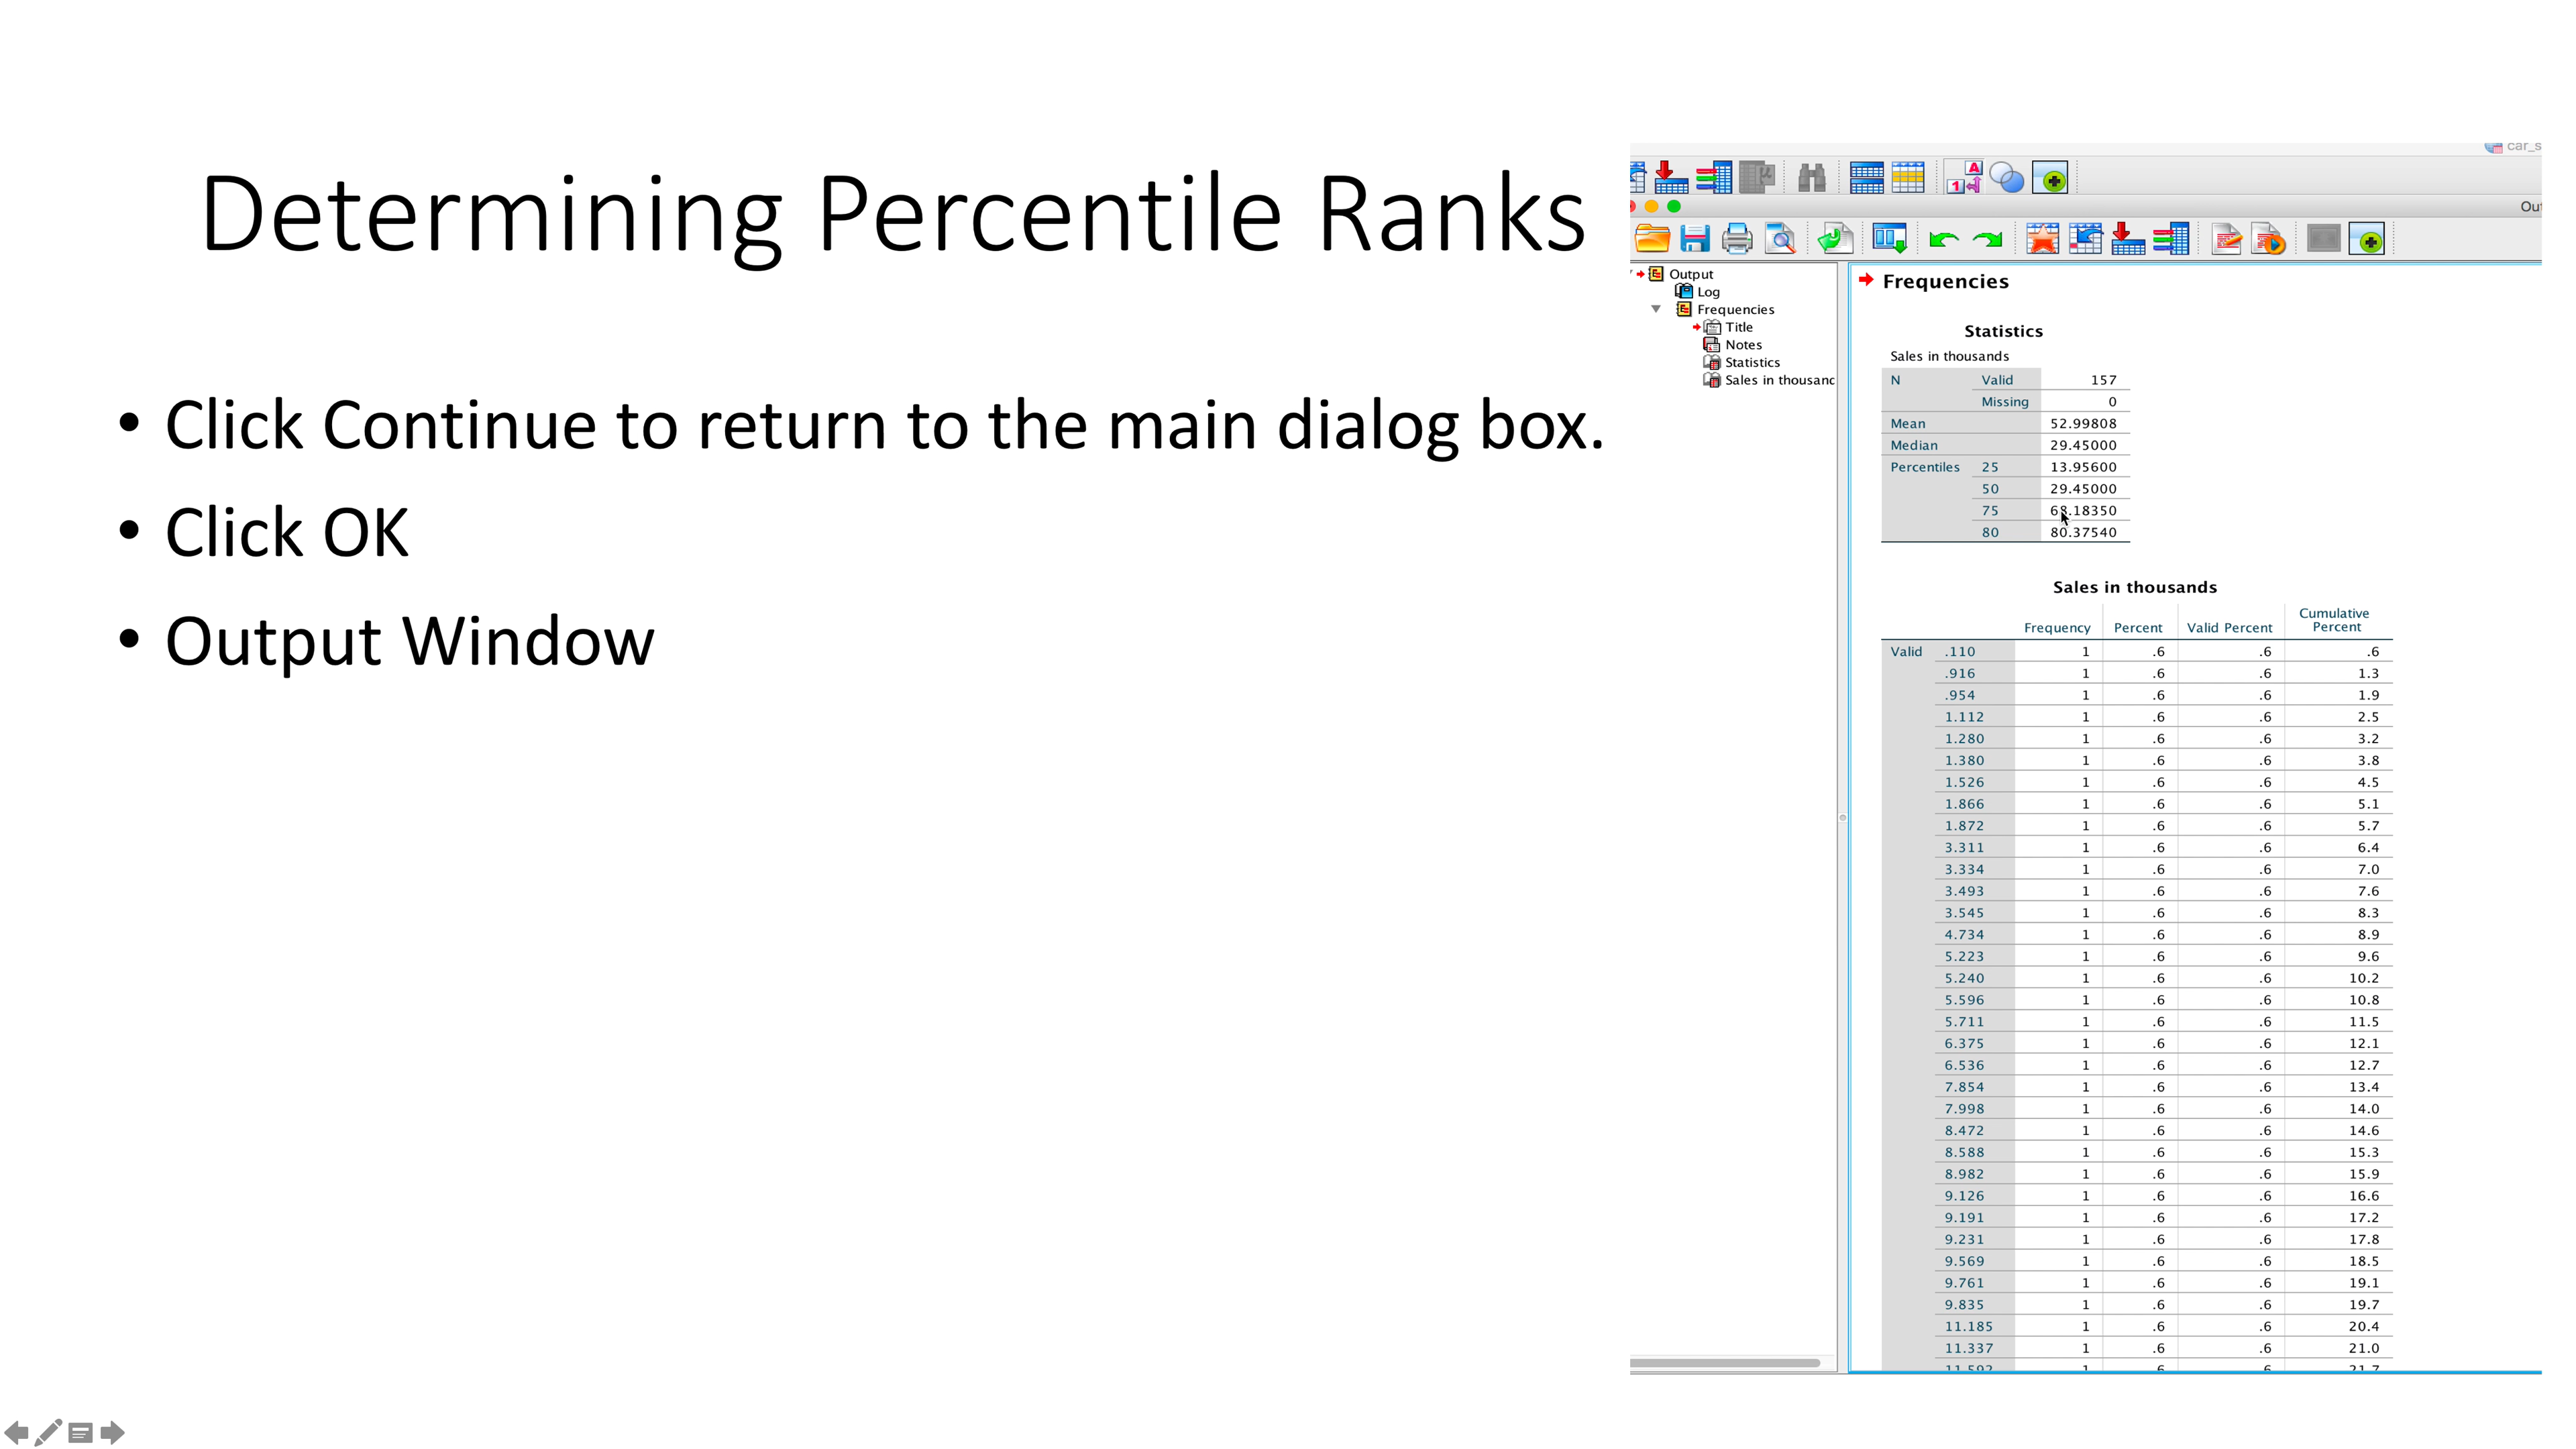 Determining Percentile Ranks
• Click Continue to return to the main dialog box.
• Click OK
• Output Window
car_s
Out
Output
Log
Frequencies
Title
Notes
Statistics
Sales in thousanc
Frequencies
Statistics
Sales in thousands
N Valid 157
Missing 0
Mean 52.99808
Median 29.45000
Percentiles 25 13.95600
50 29.45000
75 68.18350
80 80.37540
Sales in thousands
Frequency Percent Valid Percent Cumulative Percent
Valid .110 1 .6 .6 .6
.916 1 .6 .6 1.3
.954 1 .6 .6 1.9
1.112 1 .6 .6 2.5
1.280 1 .6 .6 3.2
1.380 1 .6 .6 3.8
1.526 1 .6 .6 4.5
1.866 1 .6 .6 5.1
1.872 1 .6 .6 5.7
3.311 1 .6 .6 6.4
3.334 1 .6 .6 7.0
3.493 1 .6 .6 7.6
3.545 1 .6 .6 8.3
4.734 1 .6 .6 8.9
5.223 1 .6 .6 9.6
5.240 1 .6 .6 10.2
5.596 1 .6 .6 10.8
5.711 1 .6 .6 11.5
6.375 1 .6 .6 12.1
6.536 1 .6 .6 12.7
7.854 1 .6 .6 13.4
7.998 1 .6 .6 14.0
8.472 1 .6 .6 14.6
8.588 1 .6 .6 15.3
8.982 1 .6 .6 15.9
9.126 1 .6 .6 16.6
9.191 1 .6 .6 17.2
9.231 1 .6 .6 17.8
9.569 1 .6 .6 18.5
9.761 1 .6 .6 19.1
9.835 1 .6 .6 19.7
11.185 1 .6 .6 20.4
11.337 1 .6 .6 21.0
11.592 1 .6 .6 21.7